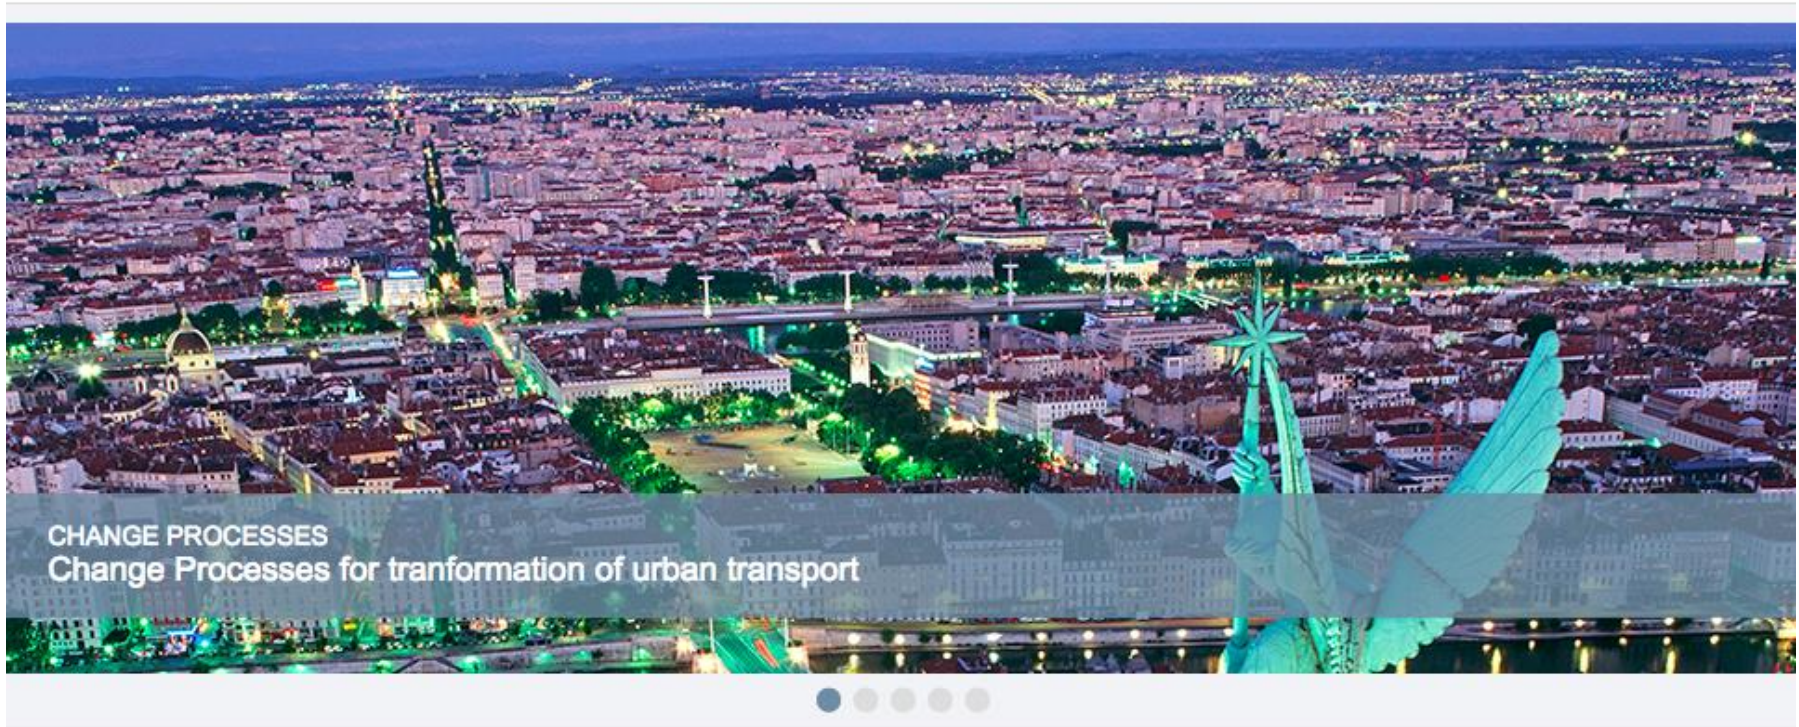 CHANGE PROCESSES
Change Processes for tranformation of urban transport